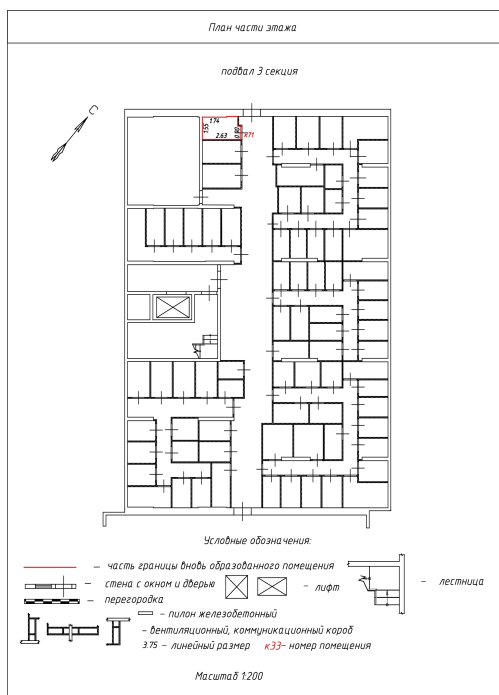 План части этажа
подвал 3 секция
С
1.74
1.55
2.63
0.90
к71
Условные обозначения:
– часть границы вновь образованного помещения
– стена с окном и дверью
– лифт
– лестница
– перегородка
– пилон железобетонный
– вентиляционный, коммуникационный короб
3.75 – линейный размер к33– номер помещения
Масштаб 1:200